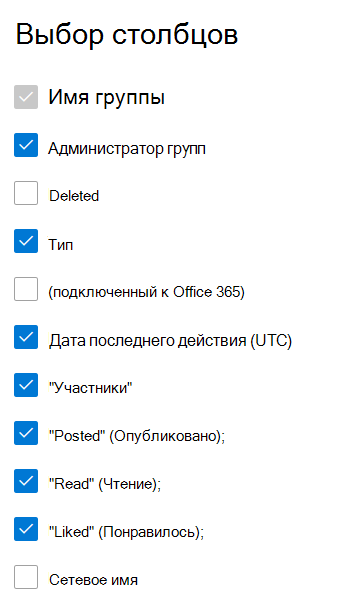 Выбор столбцов
Имя группы
Администратор групп
Deleted
Тип
(подключенный к Office 365)
Дата последнего действия (UTC)
"Участники"
"Posted" (Опубликовано);
"Read" (Чтение);
"Liked" (Понравилось);
Сетевое имя